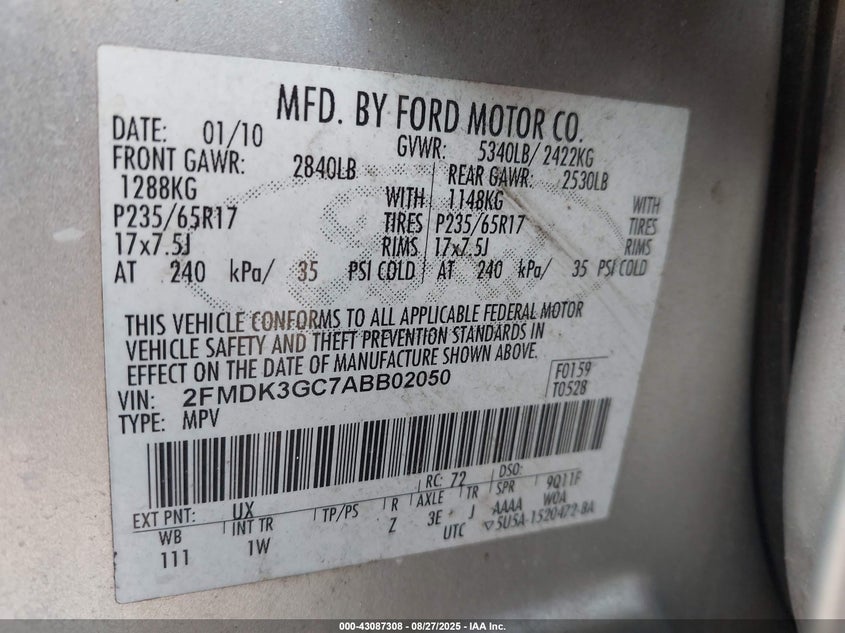 MFD. BY FORD MOTOR CO.
DATE: 01/10 GVWR: 5340LB/ 2422KG
FRONT GAWR: 2840LB REAR GAWR: 2530LB
1288KG WITH 1148KG WITH
P235/65R17 TIRES P235/65R17 TIRES
17x7.5J RIMS 17x7.5J RIMS
AT 240 kPa/ 35 PSI COLD AT 240 kPa/ 35 PSI COLD
THIS VEHICLE CONFORMS TO ALL APPLICABLE FEDERAL MOTOR
VEHICLE SAFETY AND THEFT PREVENTION STANDARDS IN
EFFECT ON THE DATE OF MANUFACTURE SHOWN ABOVE.
VIN: 2FMDK3GC7ABB02050 F0159
TYPE: MPV T0528
EXT PNT: UX RC: 72 DSO:
WB INT TR TP/PS R AXLE TR SPR 9Q11F
111 1W Z 3E J AAAA W0A
UTC ▽5U5A-1520472-BA
000-43087308 - 08/27/2025 - IAA Inc.